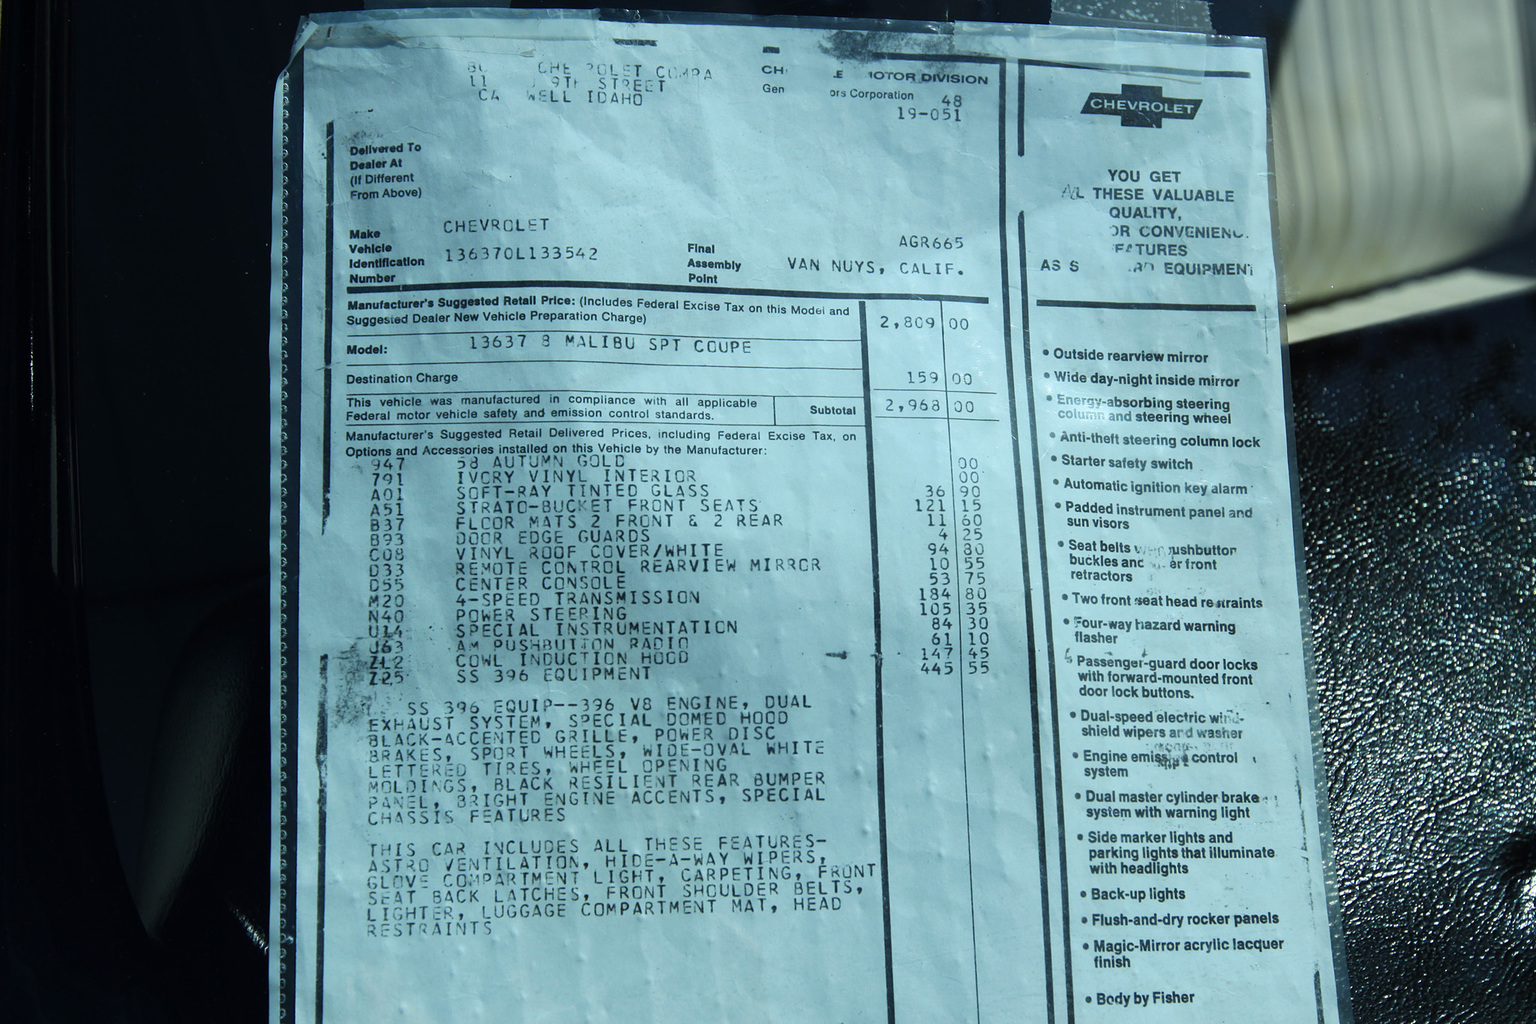 STREET
IDAHO
MOTOR DIVISION
Corporation 48
19-051
Delivered To
Dealer At
(If Different
From Above)
Make CHEVROLET
Vehicle
Identification
Number 136370L133542
Final
Assembly
Point
AGR665
VAN NUYS, CALIF.
Manufacturer's Suggested Retail Price: (Includes Federal Excise Tax on this Model and
Suggested Dealer New Vehicle Preparation Charge) 2,809 00
Model: 13637 8 MALIBU SPT COUPE
Destination Charge 159 00
This vehicle was manufactured in compliance with all applicable
Federal motor vehicle safety and emission control standards.
Subtotal 2,968 00
Manufacturer's Suggested Retail Delivered Prices, including Federal Excise Tax, on
Options and Accessories installed on this Vehicle by the Manufacturer:
947 58 AUTUMN GOLD 00
791 IVORY VINYL INTERIOR 00
A01 SOFT-RAY TINTED GLASS 36 90
A51 STRATO-BUCKET FRONT SEATS 121 15
B37 FLOOR MATS 2 FRONT & 2 REAR 11 60
B93 DOOR EDGE GUARDS 4 25
C08 VINYL ROOF COVER/WHITE 94 80
D33 REMOTE CONTROL REARVIEW MIRROR 10 55
D55 CENTER CONSOLE 53 75
M20 4-SPEED TRANSMISSION 184 80
N40 POWER STEERING 105 35
U14 SPECIAL INSTRUMENTATION 84 30
U63 AM PUSHBUTTON RADIO 61 10
ZL2 COWL INDUCTION HOOD 147 45
Z25 SS 396 EQUIPMENT 445 55
SS 396 EQUIP--396 V8 ENGINE, DUAL
EXHAUST SYSTEM, SPECIAL DOMED HOOD
BLACK-ACCENTED GRILLE, POWER DISC
BRAKES, SPORT WHEELS, WIDE-OVAL WHITE
LETTERED TIRES, WHEEL OPENING
MOLDINGS, BLACK RESILIENT REAR BUMPER
PANEL, BRIGHT ENGINE ACCENTS, SPECIAL
CHASSIS FEATURES
THIS CAR INCLUDES ALL THESE FEATURES-
ASTRO VENTILATION, HIDE-A-WAY WIPERS,
GLOVE COMPARTMENT LIGHT, CARPETING, FRONT
SEAT BACK LATCHES, FRONT SHOULDER BELTS,
LIGHTER, LUGGAGE COMPARTMENT MAT, HEAD
RESTRAINTS
CHEVROLET
YOU GET
ALL THESE VALUABLE
QUALITY,
OR CONVENIENC
FEATURES
AS EQUIPMENT
• Outside rearview mirror
• Wide day-night inside mirror
• Energy-absorbing steering
column and steering wheel
• Anti-theft steering column lock
• Starter safety switch
• Automatic ignition key alarm
• Padded instrument panel and
sun visors
• Seat belts pushbutton
buckles and front
retractors
• Two front seat head restraints
• Four-way hazard warning
flasher
Passenger-guard door locks
with forward-mounted front
door lock buttons.
• Dual-speed electric wind-
shield wipers and washer
• Engine emission control
system
• Dual master cylinder brake
system with warning light
• Side marker lights and
parking lights that illuminate
with headlights
• Back-up lights
• Flush-and-dry rocker panels
• Magic-Mirror acrylic lacquer
finish
• Body by Fisher